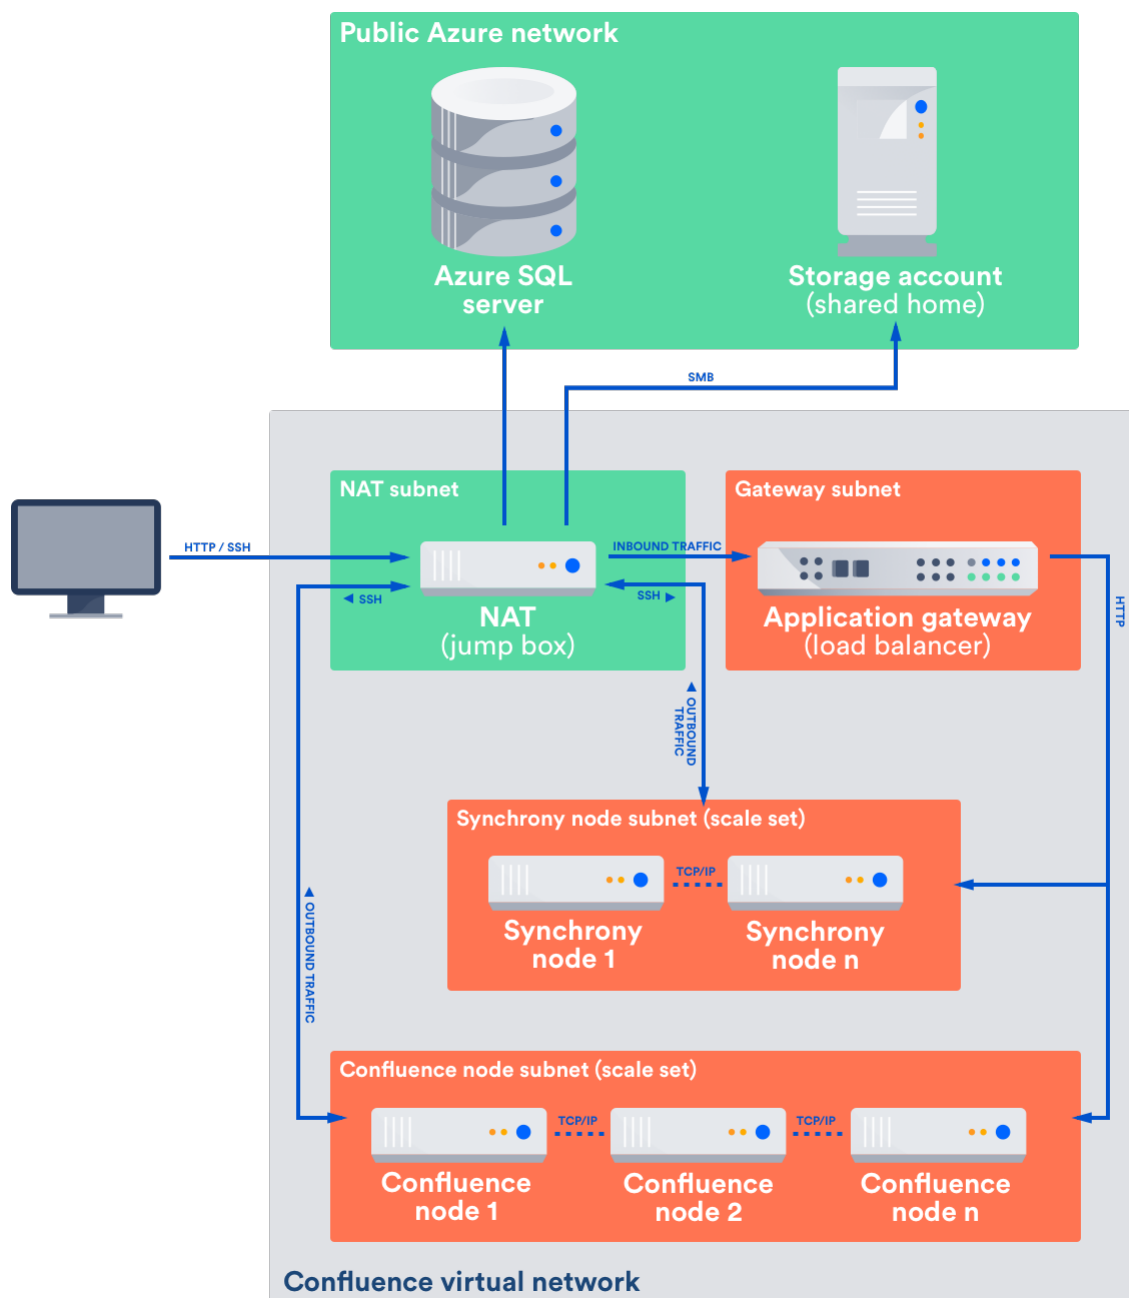 Public Azure network
Azure SQL
server
Storage account
(shared home)
SMB
NAT subnet
Gateway subnet
HTTP / SSH
INBOUND TRAFFIC
◄ SSH
SSH ►
HTTP
NAT
(jump box)
Application gateway
(load balancer)
◄ OUTBOUND
TRAFFIC
Synchrony node subnet (scale set)
TCP/IP
Synchrony
node 1
Synchrony
node n
◄ OUTBOUND TRAFFIC
Confluence node subnet (scale set)
TCP/IP
TCP/IP
Confluence
node 1
Confluence
node 2
Confluence
node n
Confluence virtual network